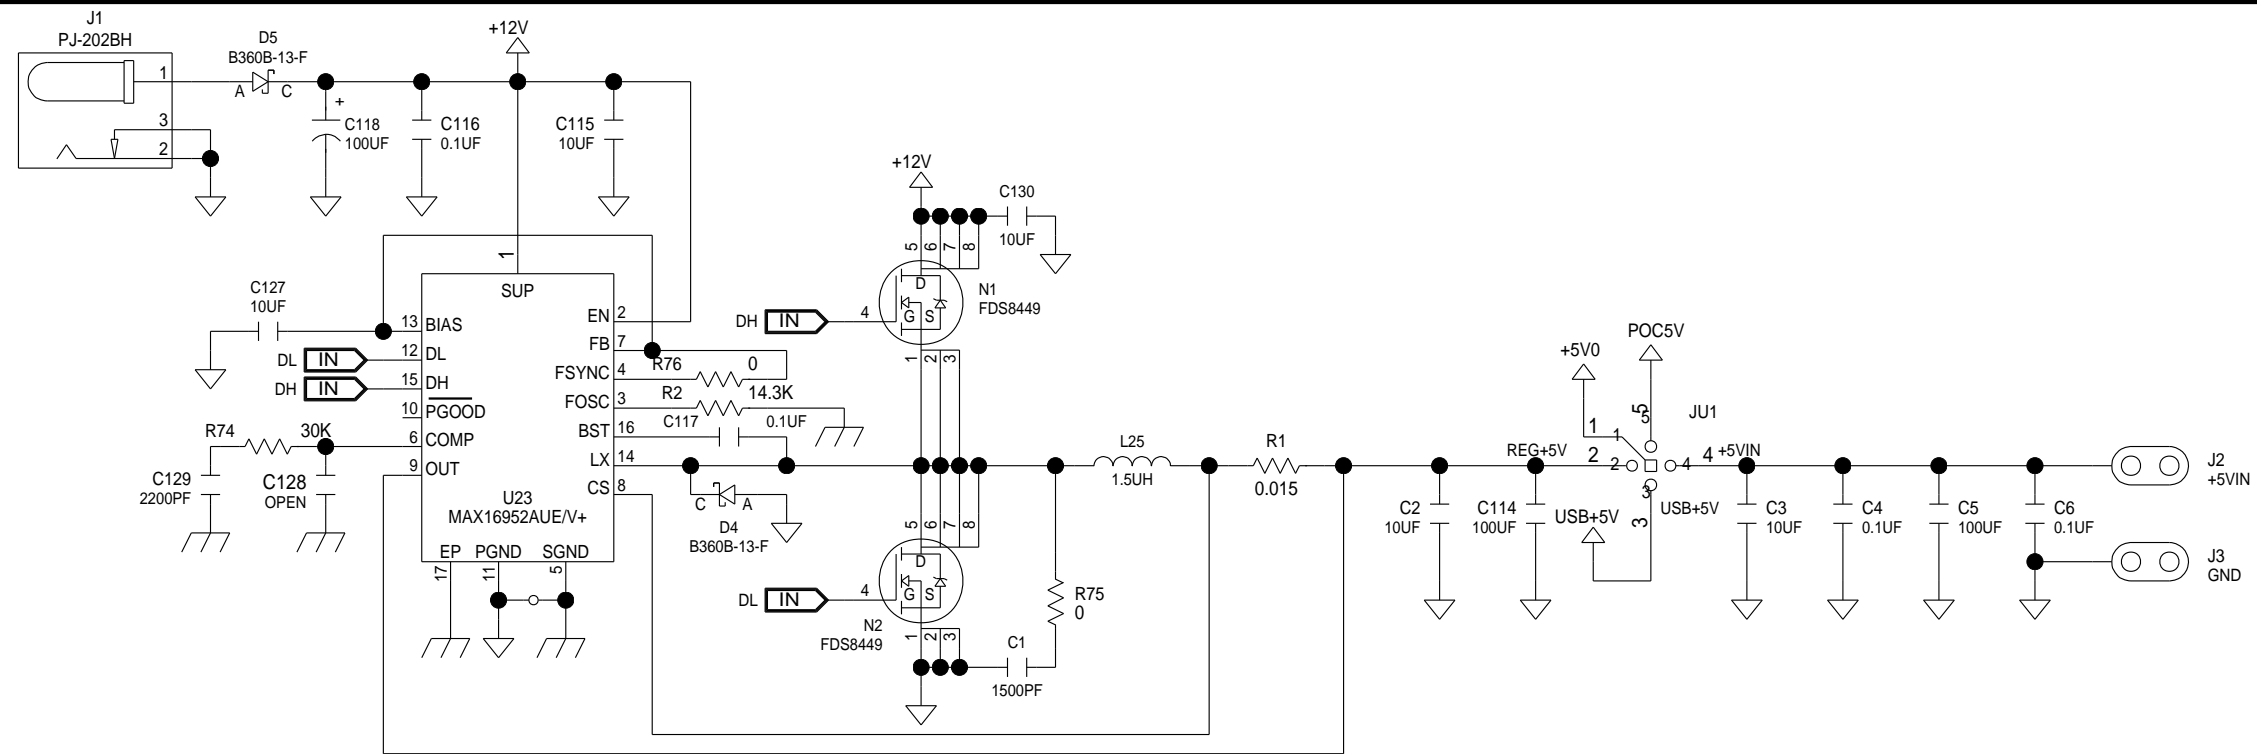 J1
PJ-202BH
1
3
2
D5
B360B-13-F
A
C
+12V
+
C118
100UF
C116
0.1UF
C115
10UF
C127
10UF
1
SUP
13
BIAS
DL
IN
12
DL
DH
IN
15
DH
10
PGOOD
R74
30K
6
COMP
9
OUT
C129
2200PF
C128
OPEN
U23
MAX16952AUE/V+
EP
PGND
SGND
17
11
5
EN
2
FB
7
FSYNC
4
R76
0
FOSC
3
R2
14.3K
BST
16
C117
0.1UF
LX
14
CS
8
C
A
D4
B360B-13-F
+12V
C130
10UF
5
6
7
8
D
G
S
N1
FDS8449
DH
IN
4
1
2
3
5
6
7
8
D
G
S
DL
IN
4
N2
FDS8449
1
2
3
C1
1500PF
R75
0
L25
1.5UH
R1
0.015
C2
10UF
REG+5V
C114
100UF
+5V0
POC5V
JU1
1
1
5
5
2
2
4
4
+5VIN
3
3
USB+5V
USB+5V
C3
10UF
C4
0.1UF
C5
100UF
C6
0.1UF
J2
+5VIN
J3
GND